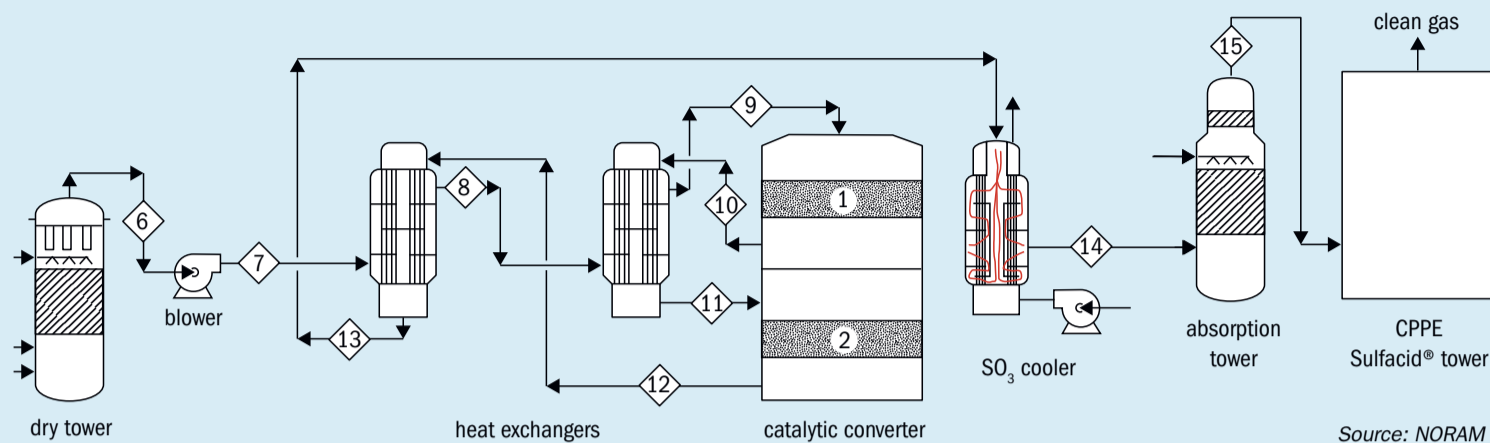 clean gas
15
9
8
1
10
6
7
14
11
blower
13
2
absorption
tower
CPPE
Sulfacid® tower
SO3 cooler
12
dry tower
heat exchangers
catalytic converter
Source: NORAM